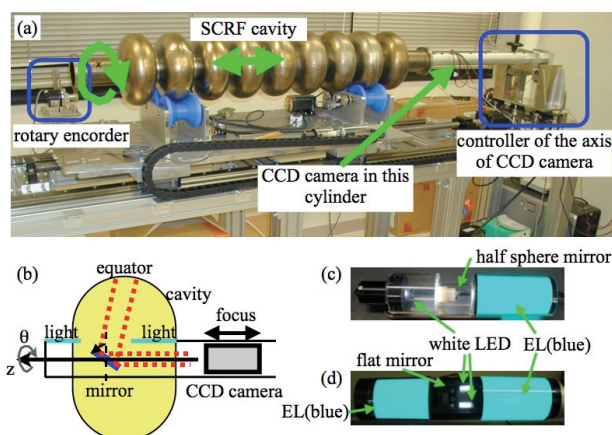 (a)
SCRF cavity
x
rotary encorder
CCD camera in this
cylinder
controller of the axis
of CCD camera
(b)
equator
cavity
light
light
focus
θ
z
mirror
CCD camera
(c)
half sphere mirror
white LED
EL(blue)
flat mirror
(d)
EL(blue)